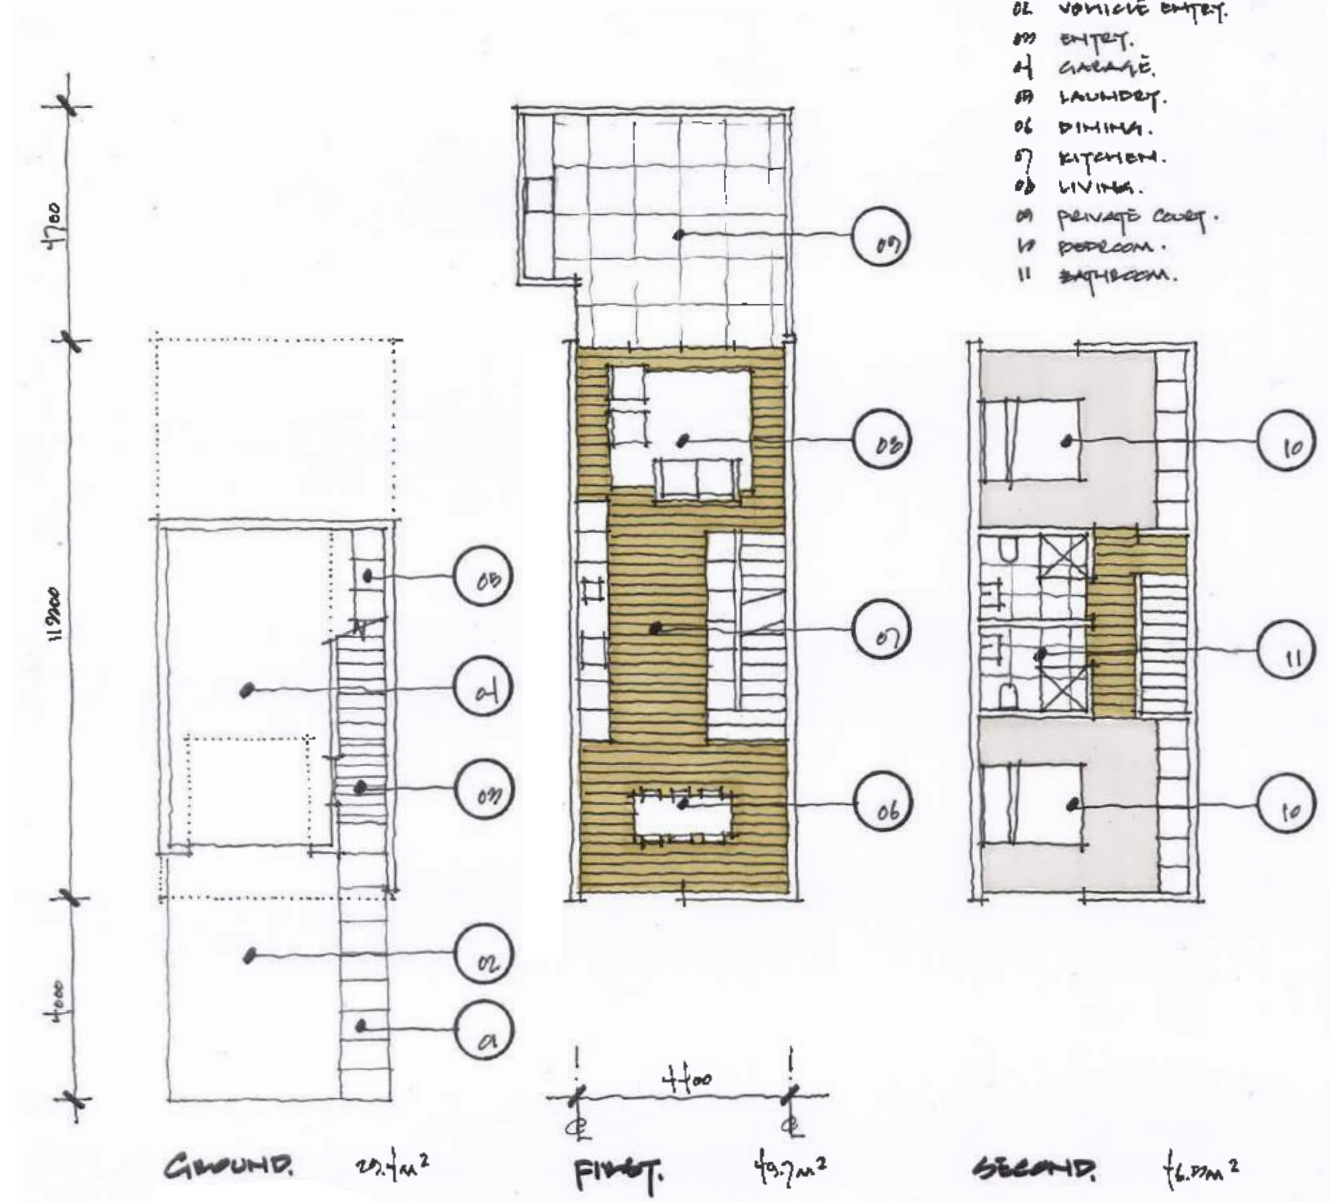 02 VEHICLE ENTRY.
03 ENTRY.
04 GARAGE.
05 LAUNDRY.
06 DINING.
07 KITCHEN.
08 LIVING.
09 PRIVATE COURT.
10 BEDROOM.
11 BATHROOM.
4700
4000
09
08
10
05
07
11
04
03
06
10
02
01
4400
GROUND.
FIRST.
49.7m²
SECOND.